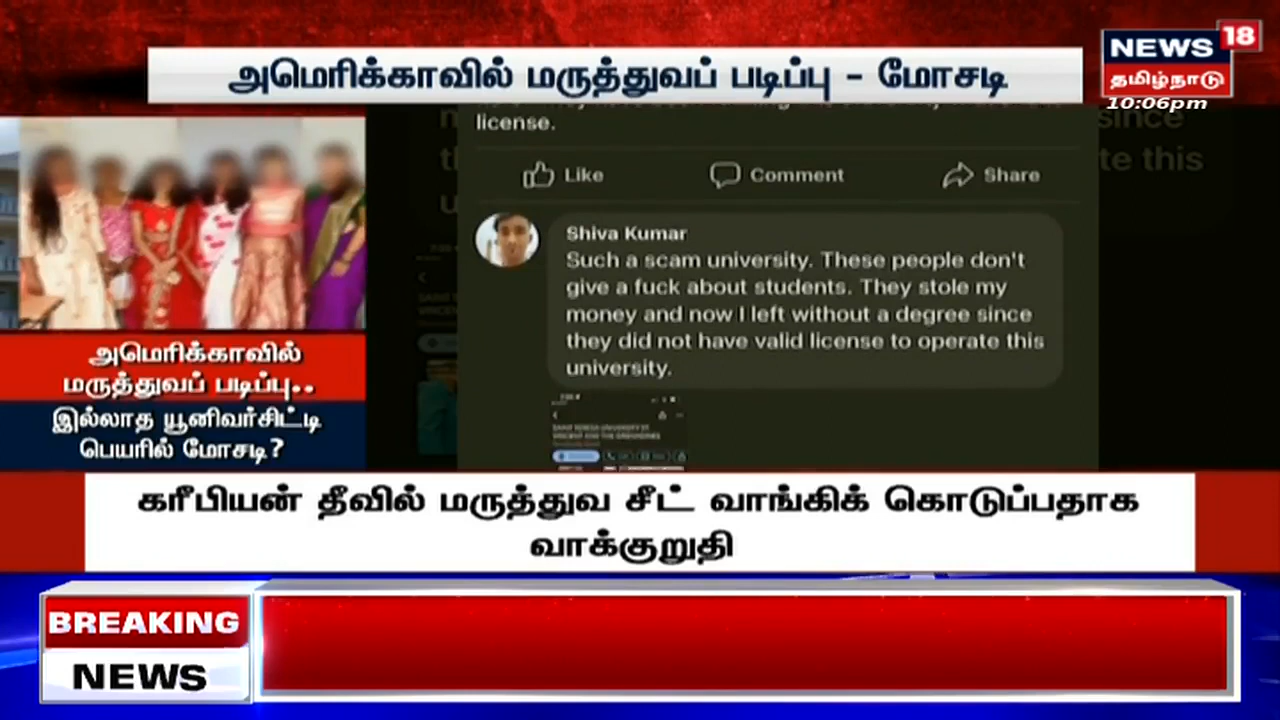 அமெரிக்காவில் மருத்துவப் படிப்பு - மோசடி
NEWS 18
தமிழ்நாடு
10:06pm
license.
Like Comment Share
Shiva Kumar
Such a scam university. These people don't
give a fuck about students. They stole my
money and now I left without a degree since
they did not have valid license to operate this
university.
அமெரிக்காவில்
மருத்துவப் படிப்பு..
இல்லாத யூனிவர்சிட்டி
பெயரில் மோசடி?
கரீபியன் தீவில் மருத்துவ சீட் வாங்கிக் கொடுப்பதாக
வாக்குறுதி
BREAKING
NEWS